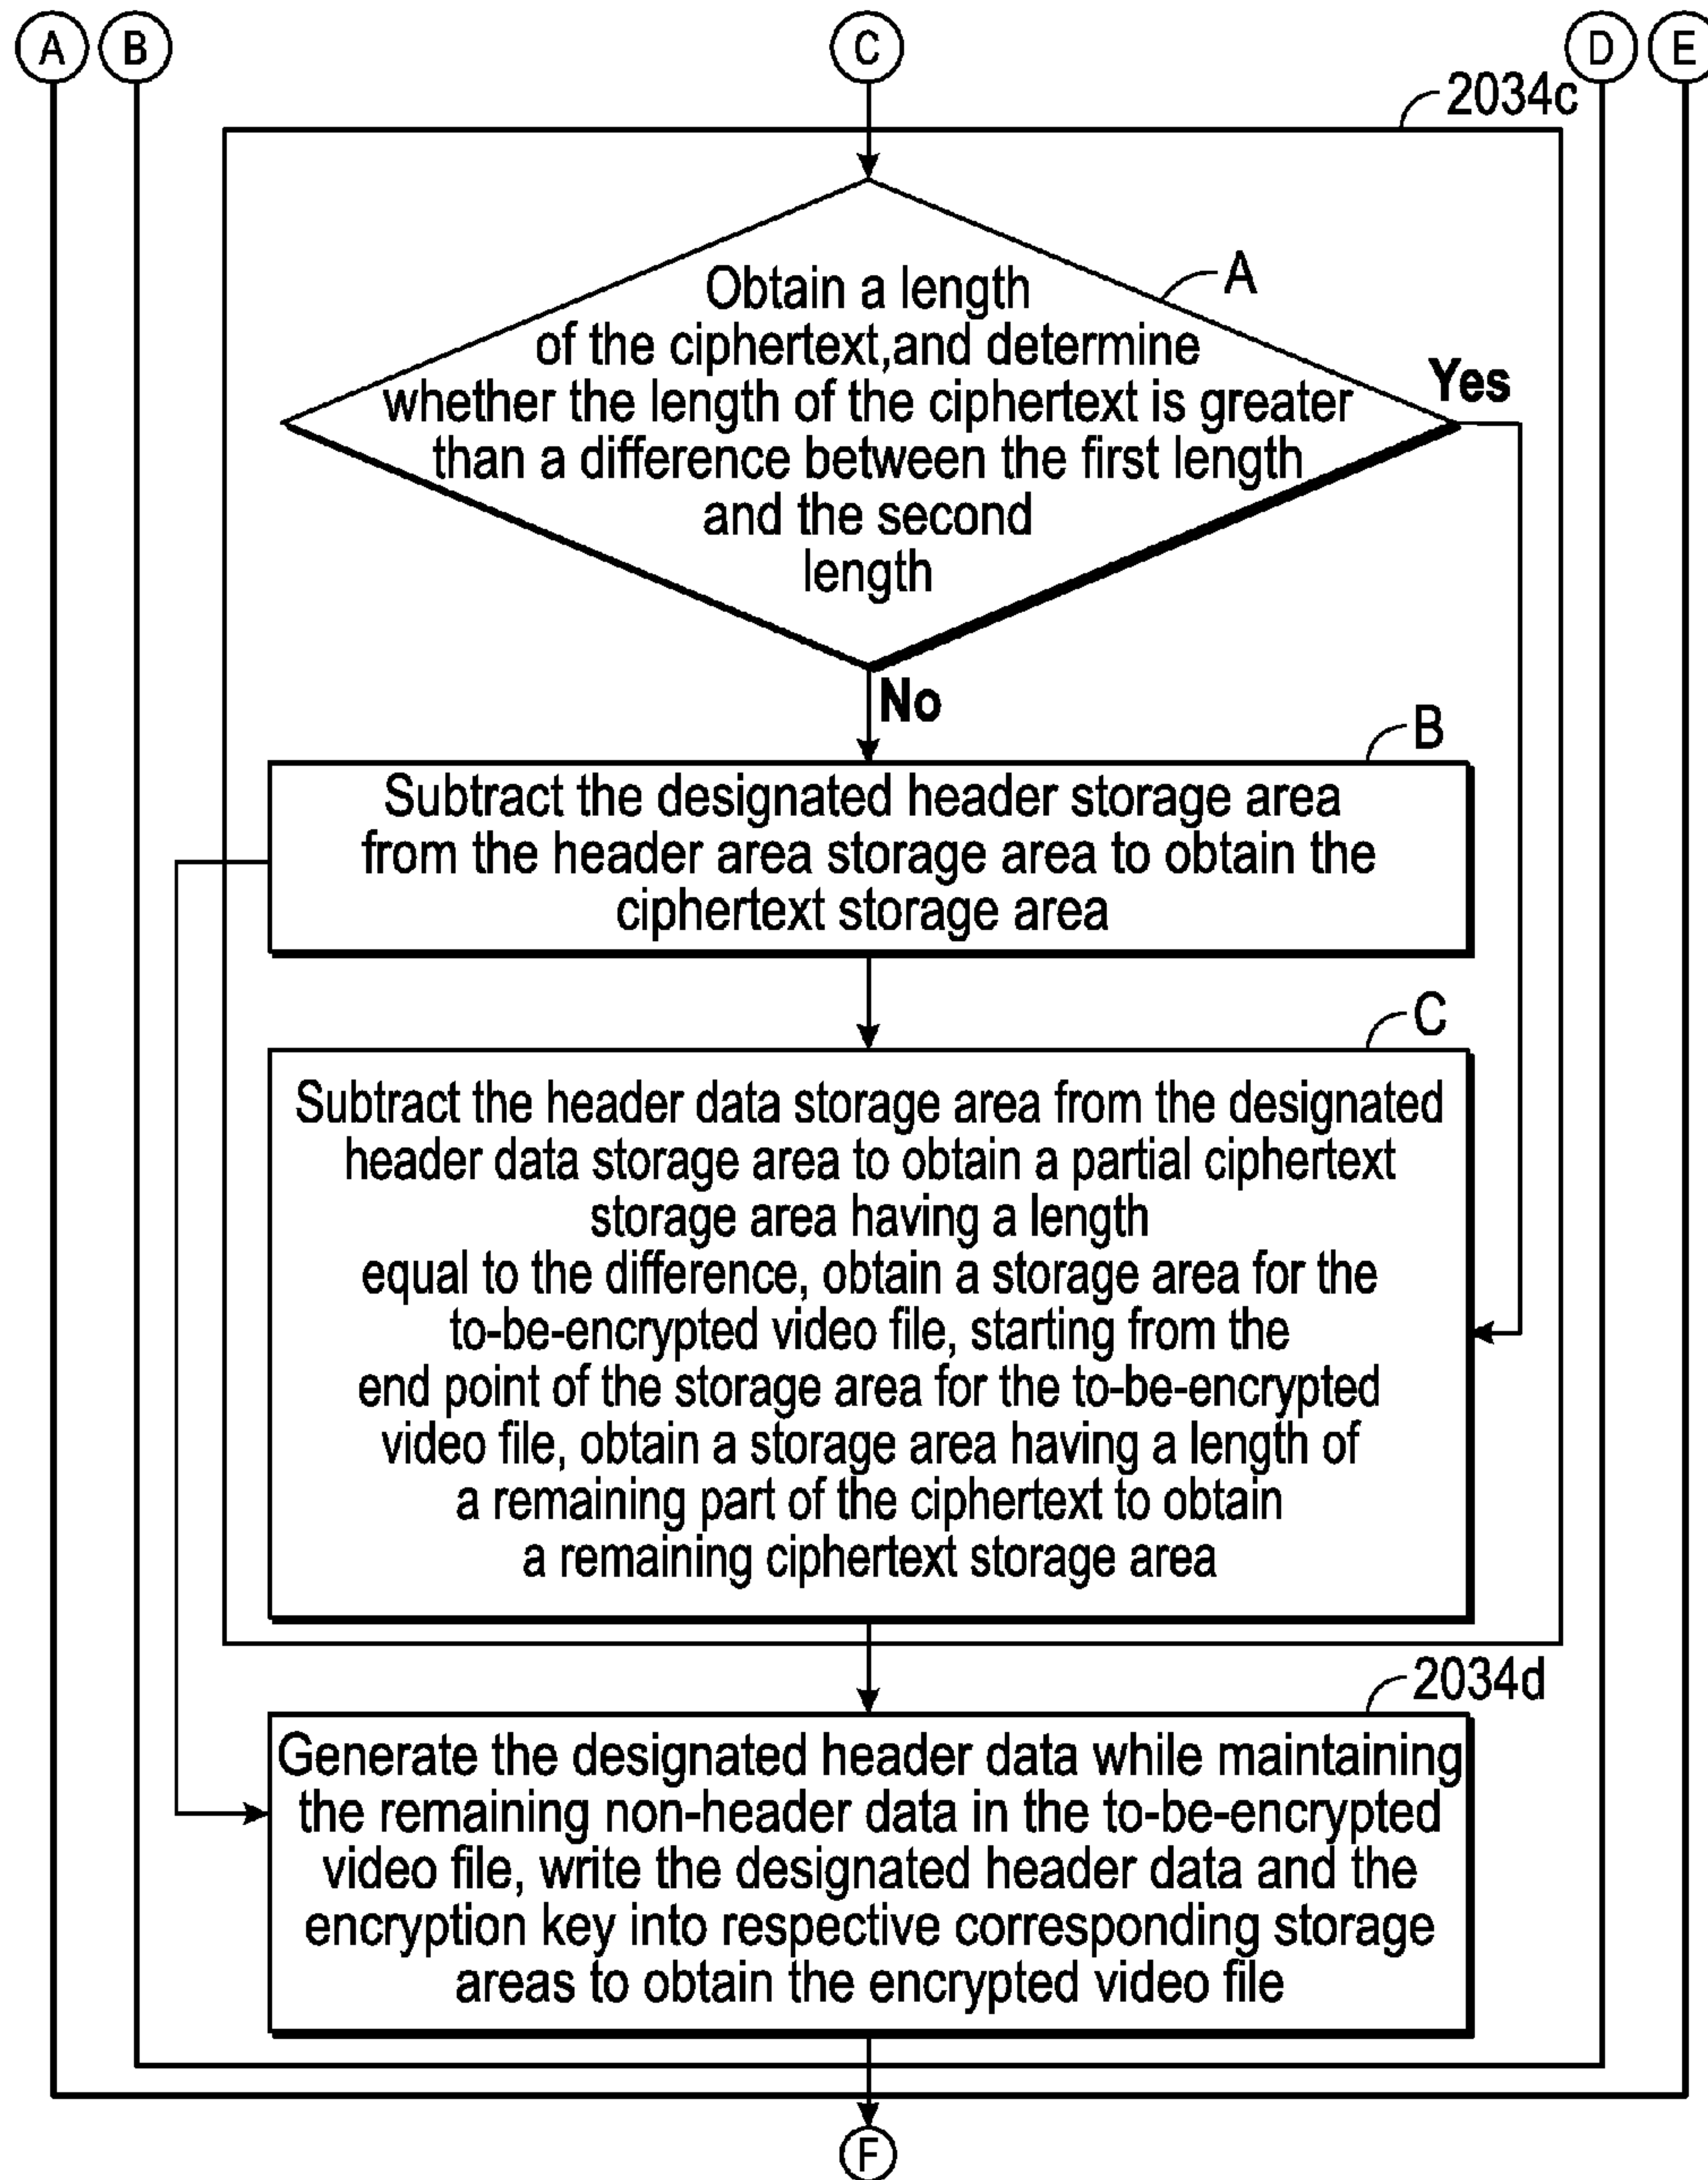 A B C D E
2034c
A
Obtain a length
of the ciphertext,and determine
whether the length of the ciphertext is greater
than a difference between the first length
and the second
length
Yes
No
B
Subtract the designated header storage area
from the header area storage area to obtain the
ciphertext storage area
C
Subtract the header data storage area from the designated
header data storage area to obtain a partial ciphertext
storage area having a length
equal to the difference, obtain a storage area for the
to-be-encrypted video file, starting from the
end point of the storage area for the to-be-encrypted
video file, obtain a storage area having a length of
a remaining part of the ciphertext to obtain
a remaining ciphertext storage area
2034d
Generate the designated header data while maintaining
the remaining non-header data in the to-be-encrypted
video file, write the designated header data and the
encryption key into respective corresponding storage
areas to obtain the encrypted video file
F